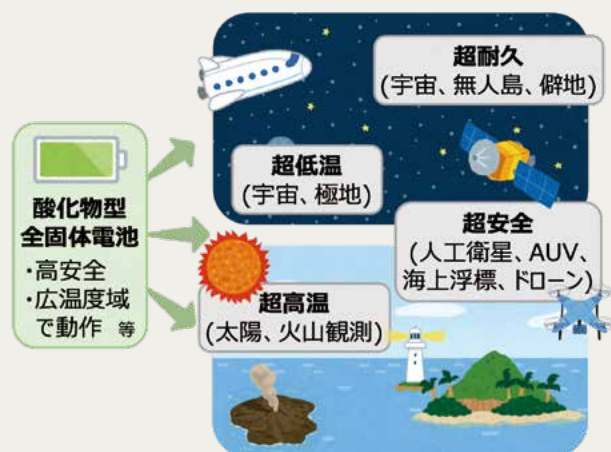 酸化物型
全固体電池
・高安全
・広温度域
で動作 等
超耐久
(宇宙、無人島、僻地)
超低温
(宇宙、極地)
超安全
(人工衛星、AUV、
海上浮標、ドローン)
超高温
(太陽、火山観測)